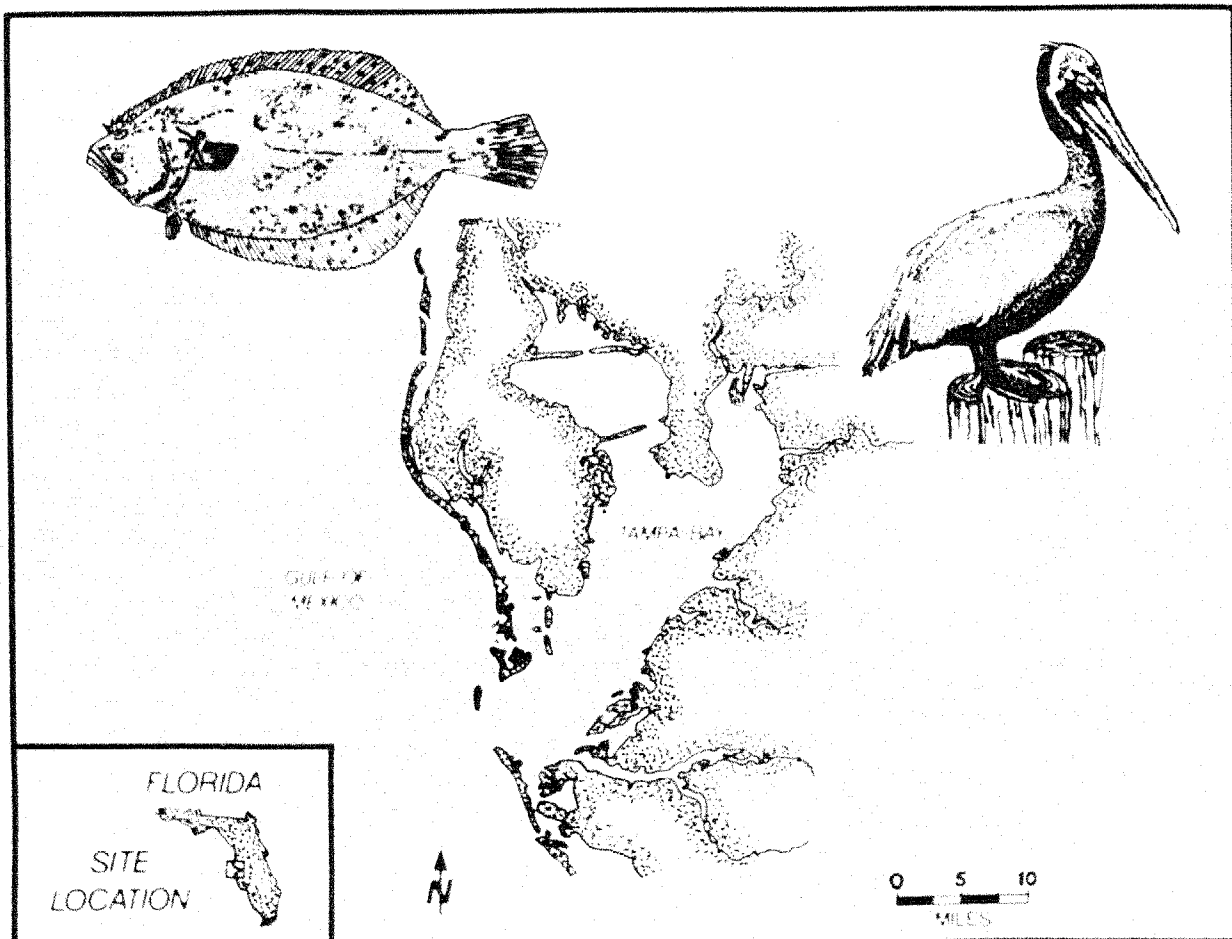 TAMPA BAY
GULF OF
MEXICO
FLORIDA
SITE
LOCATION
N
0 5 10
MILES